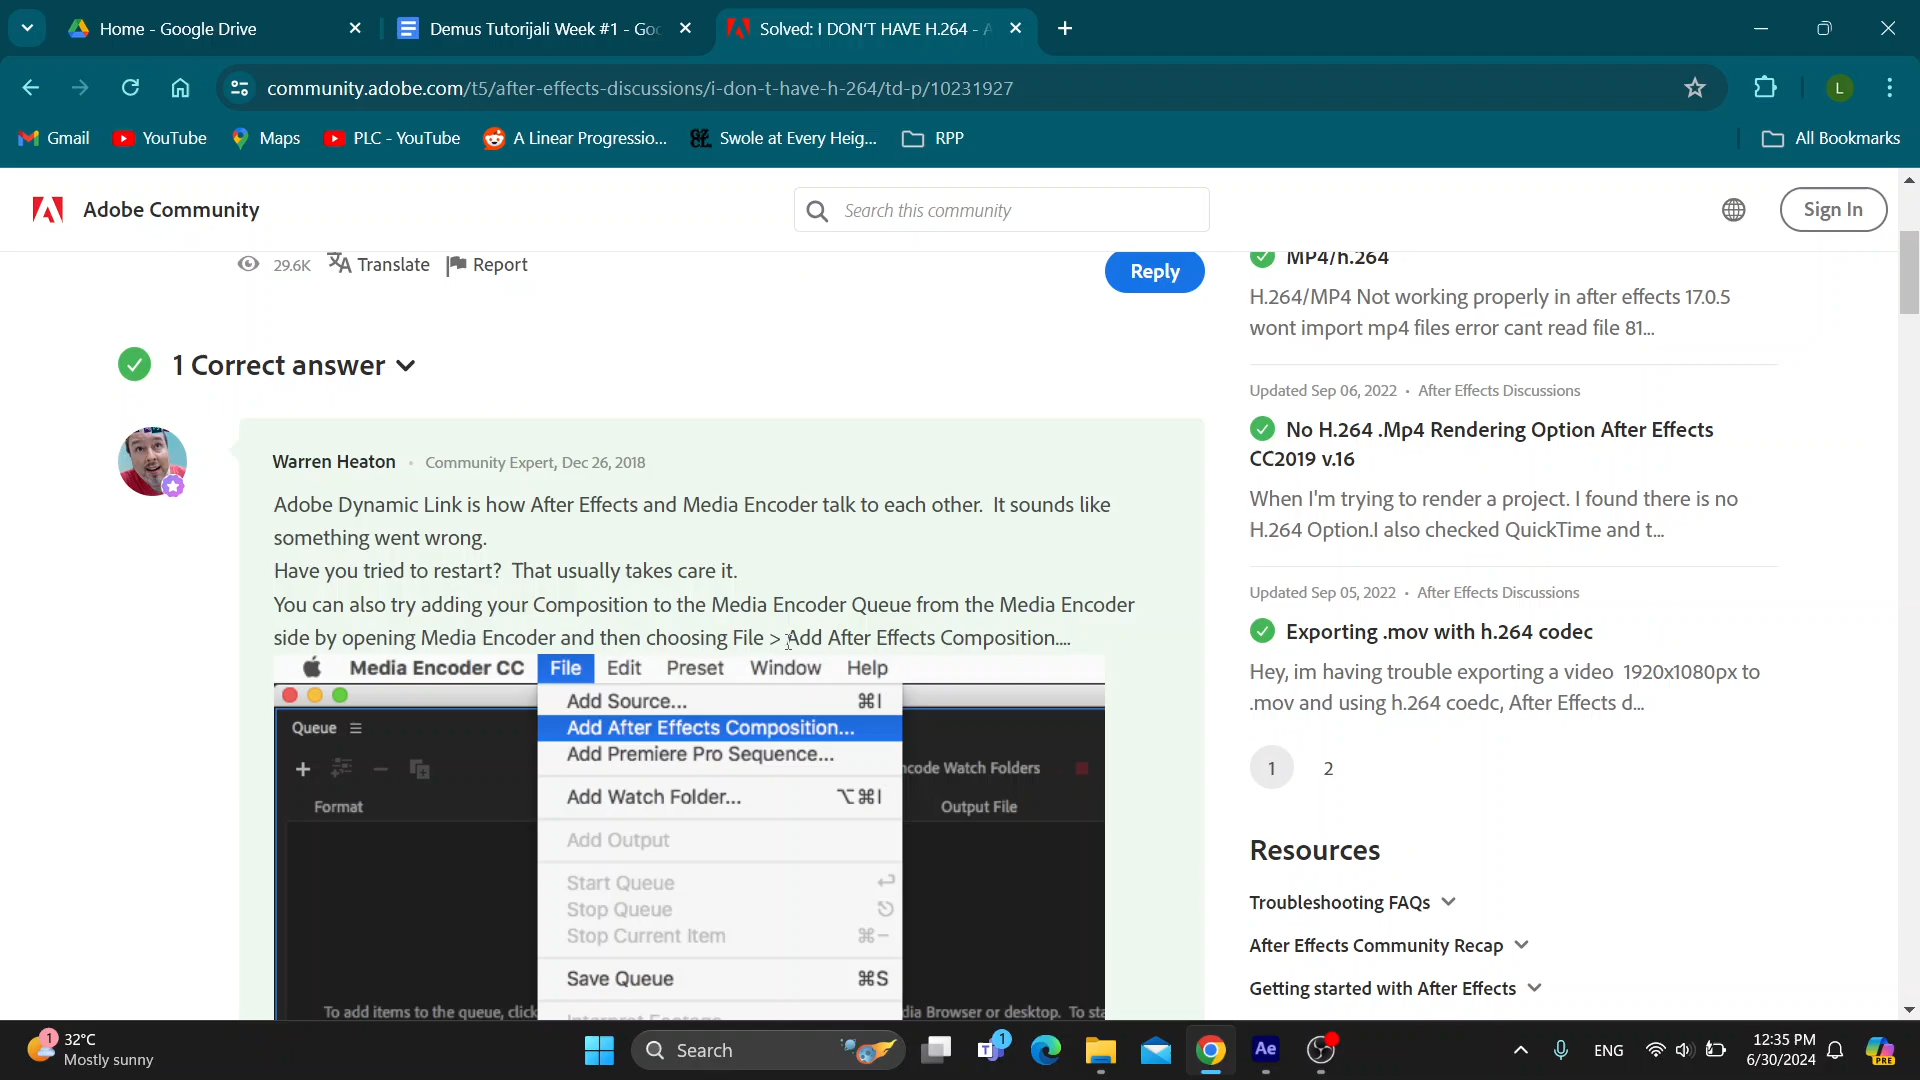 Home - Google Drive
Demus Tutorijali Week #1 - Goo
Solved: I DON'T HAVE H.264 - A
community.adobe.com/t5/after-effects-discussions/i-don-t-have-h-264/td-p/10231927
L
Gmail
YouTube
Maps
PLC - YouTube
A Linear Progressio...
Swole at Every Heig...
RPP
All Bookmarks
Adobe Community
Search this community
Sign In
29.6K
Translate
Report
Reply
1 Correct answer
Warren Heaton • Community Expert, Dec 26, 2018
Adobe Dynamic Link is how After Effects and Media Encoder talk to each other. It sounds like
something went wrong.
Have you tried to restart? That usually takes care it.
You can also try adding your Composition to the Media Encoder Queue from the Media Encoder
side by opening Media Encoder and then choosing File > Add After Effects Composition....
Media Encoder CC File Edit Preset Window Help
Queue
Format
Add Source... ⌘I
Add After Effects Composition...
Add Premiere Pro Sequence...
Add Watch Folder... ⌥⌘I
Add Output
Start Queue
Stop Queue
Stop Current Item ⌘−
Save Queue ⌘S
Interpret Footage
ncode Watch Folders
Output File
To add items to the queue, click
dia Browser or desktop. To sta
MP4/h.264
H.264/MP4 Not working properly in after effects 17.0.5
wont import mp4 files error cant read file 81...
Updated Sep 06, 2022 • After Effects Discussions
No H.264 .Mp4 Rendering Option After Effects
CC2019 v.16
When I'm trying to render a project. I found there is no
H.264 Option.I also checked QuickTime and t...
Updated Sep 05, 2022 • After Effects Discussions
Exporting .mov with h.264 codec
Hey, im having trouble exporting a video 1920x1080px to
.mov and using h.264 coedc, After Effects d...
1 2
Resources
Troubleshooting FAQs
After Effects Community Recap
Getting started with After Effects
1
32°C
Mostly sunny
Search
1
Ae
ENG
12:35 PM
6/30/2024
PRE